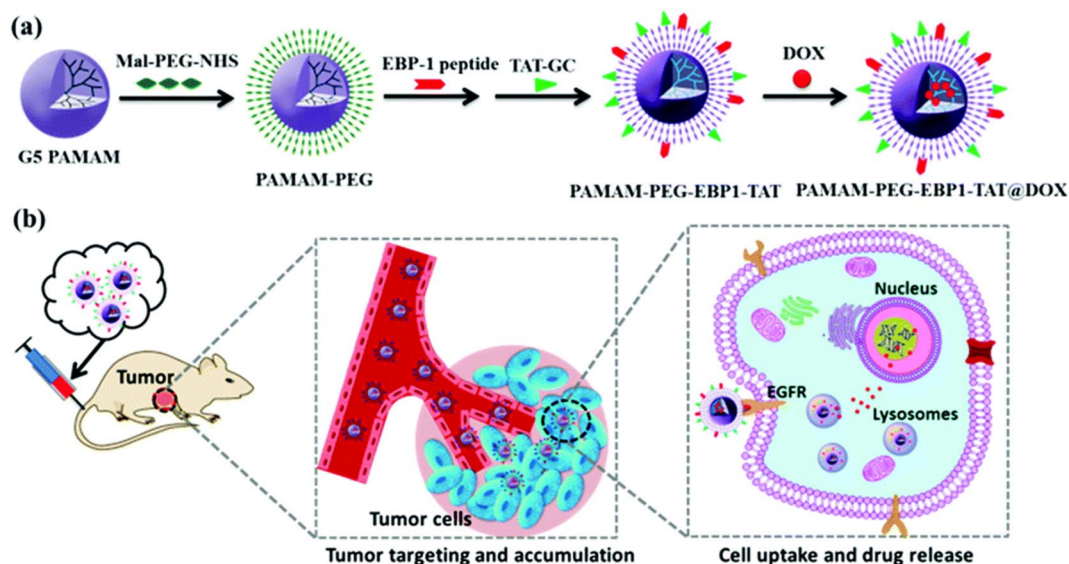 (a)
Mal-PEG-NHS
EBP-1 peptide
TAT-GC
DOX
G5 PAMAM
PAMAM-PEG
PAMAM-PEG-EBP1-TAT
PAMAM-PEG-EBP1-TAT@DOX
(b)
Tumor
Tumor cells
Tumor targeting and accumulation
Nucleus
EGFR
Lysosomes
Cell uptake and drug release